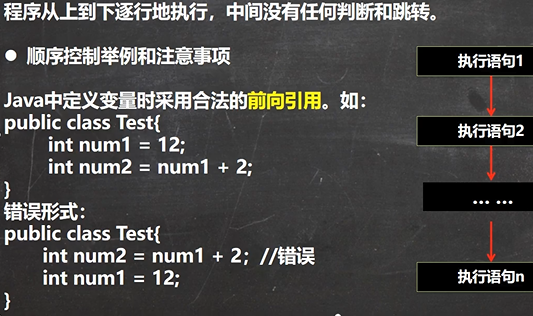 程序从上到下逐行地执行，中间没有任何判断和跳转。
● 顺序控制举例和注意事项
Java中定义变量时采用合法的前向引用。如：
public class Test{
int num1 = 12;
int num2 = num1 + 2;
}
错误形式：
public class Test{
int num2 = num1 + 2；//错误
int num1 = 12;
}
执行语句1
执行语句2
... ...
执行语句n